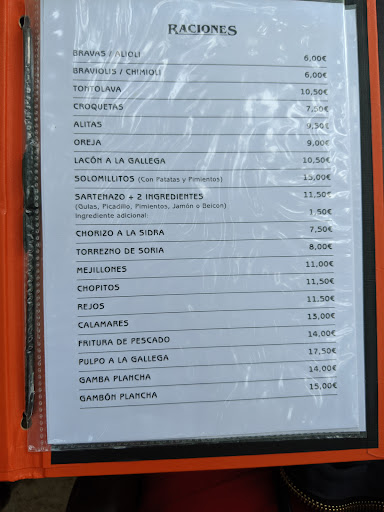 RACIONES
BRAVAS / ALIOLI 6,00€
BRAVIOLIS / CHIMIOLI 6,00€
TONTOLAVA 10,50€
CROQUETAS 7,50€
ALITAS 9,50€
OREJA 9,00€
LACÓN A LA GALLEGA 10,50€
SOLOMILLITOS (Con Patatas y Pimientos) 15,00€
SARTENAZO + 2 INGREDIENTES 11,50€
(Gulas, Picadillo, Pimientos, Jamón o Beicon)
Ingrediente adicional: 1,50€
CHORIZO A LA SIDRA 7,50€
TORREZNO DE SORIA 8,00€
MEJILLONES 11,00€
CHOPITOS 11,50€
REJOS 11,50€
CALAMARES 13,00€
FRITURA DE PESCADO 14,00€
PULPO A LA GALLEGA 17,50€
GAMBA PLANCHA 14,00€
GAMBÓN PLANCHA 15,00€